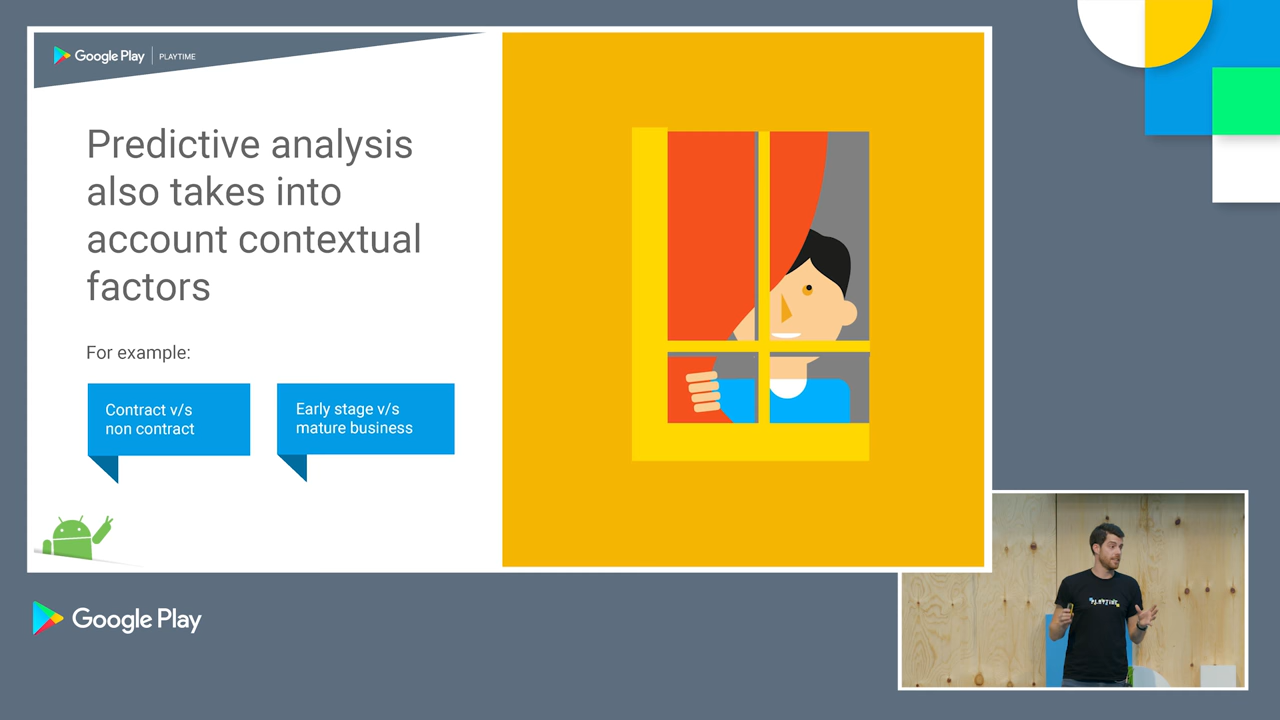 Google Play | PLAYTIME
Predictive analysis
also takes into
account contextual
factors
For example:
Contract v/s
non contract
Early stage v/s
mature business
Google Play
PLAYTIME